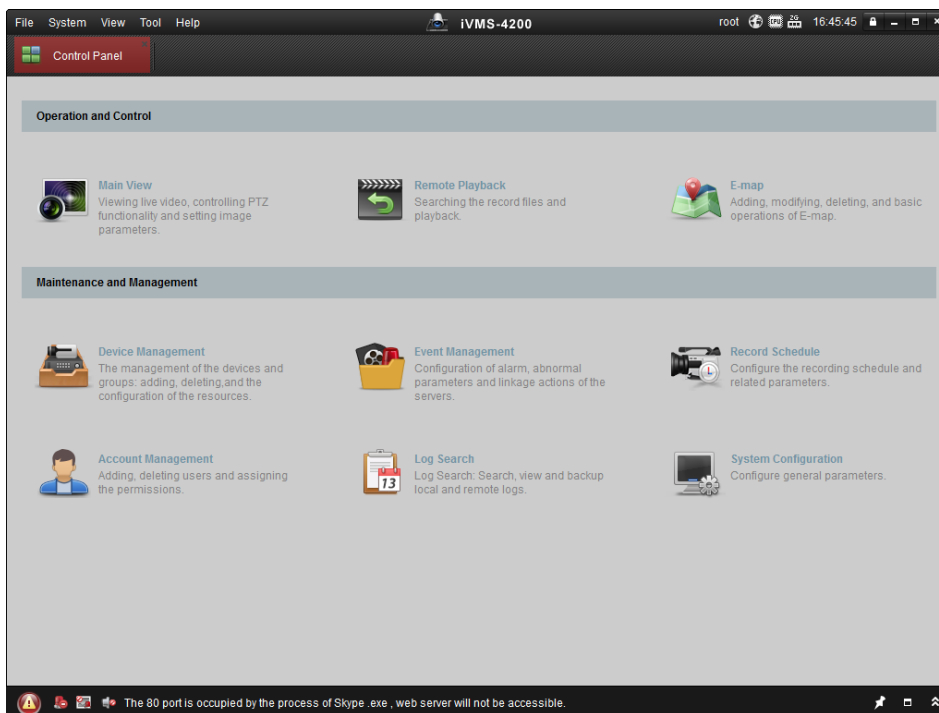 File System View Tool Help iVMS-4200 root CPU 2G 16:45:45
Control Panel
Operation and Control
Main View
Viewing live video, controlling PTZ
functionality and setting image
parameters.
Remote Playback
Searching the record files and
playback.
E-map
Adding, modifying, deleting, and basic
operations of E-map.
Maintenance and Management
Device Management
The management of the devices and
groups: adding, deleting,and the
configuration of the resources.
Event Management
Configuration of alarm, abnormal
parameters and linkage actions of the
servers.
Record Schedule
Configure the recording schedule and
related parameters.
Account Management
Adding, deleting users and assigning
the permissions.
13
Log Search
Log Search: Search, view and backup
local and remote logs.
System Configuration
Configure general parameters.
The 80 port is occupied by the process of Skype .exe , web server will not be accessible.